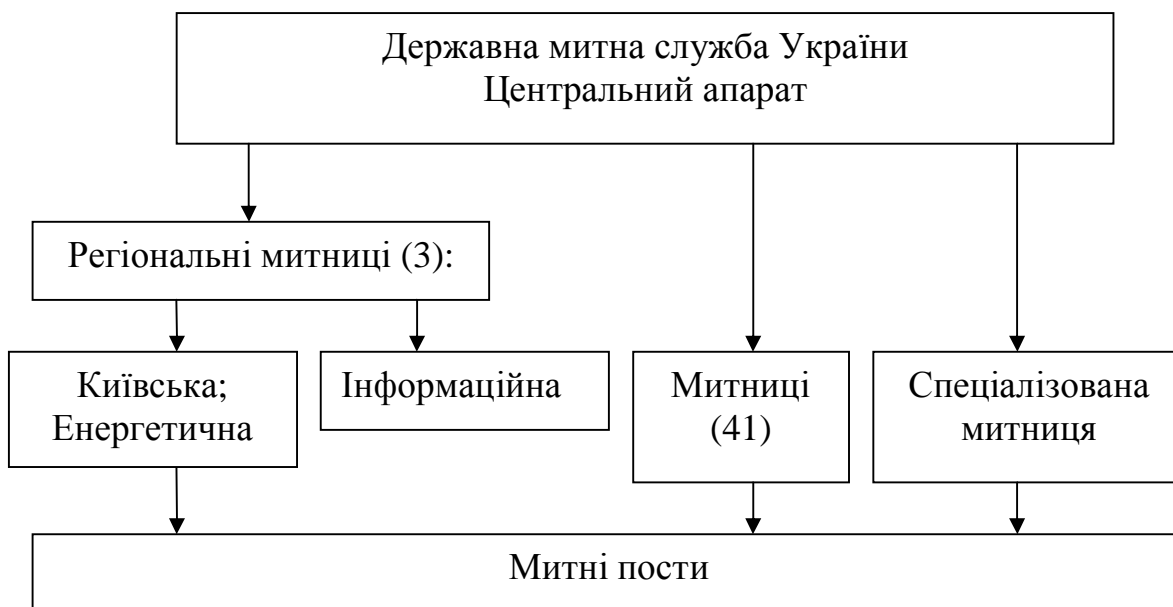 Державна митна служба України
Центральний апарат
Регіональні митниці (3):
Київська;
Енергетична
Інформаційна
Митниці
(41)
Спеціалізована
митниця
Митні пости